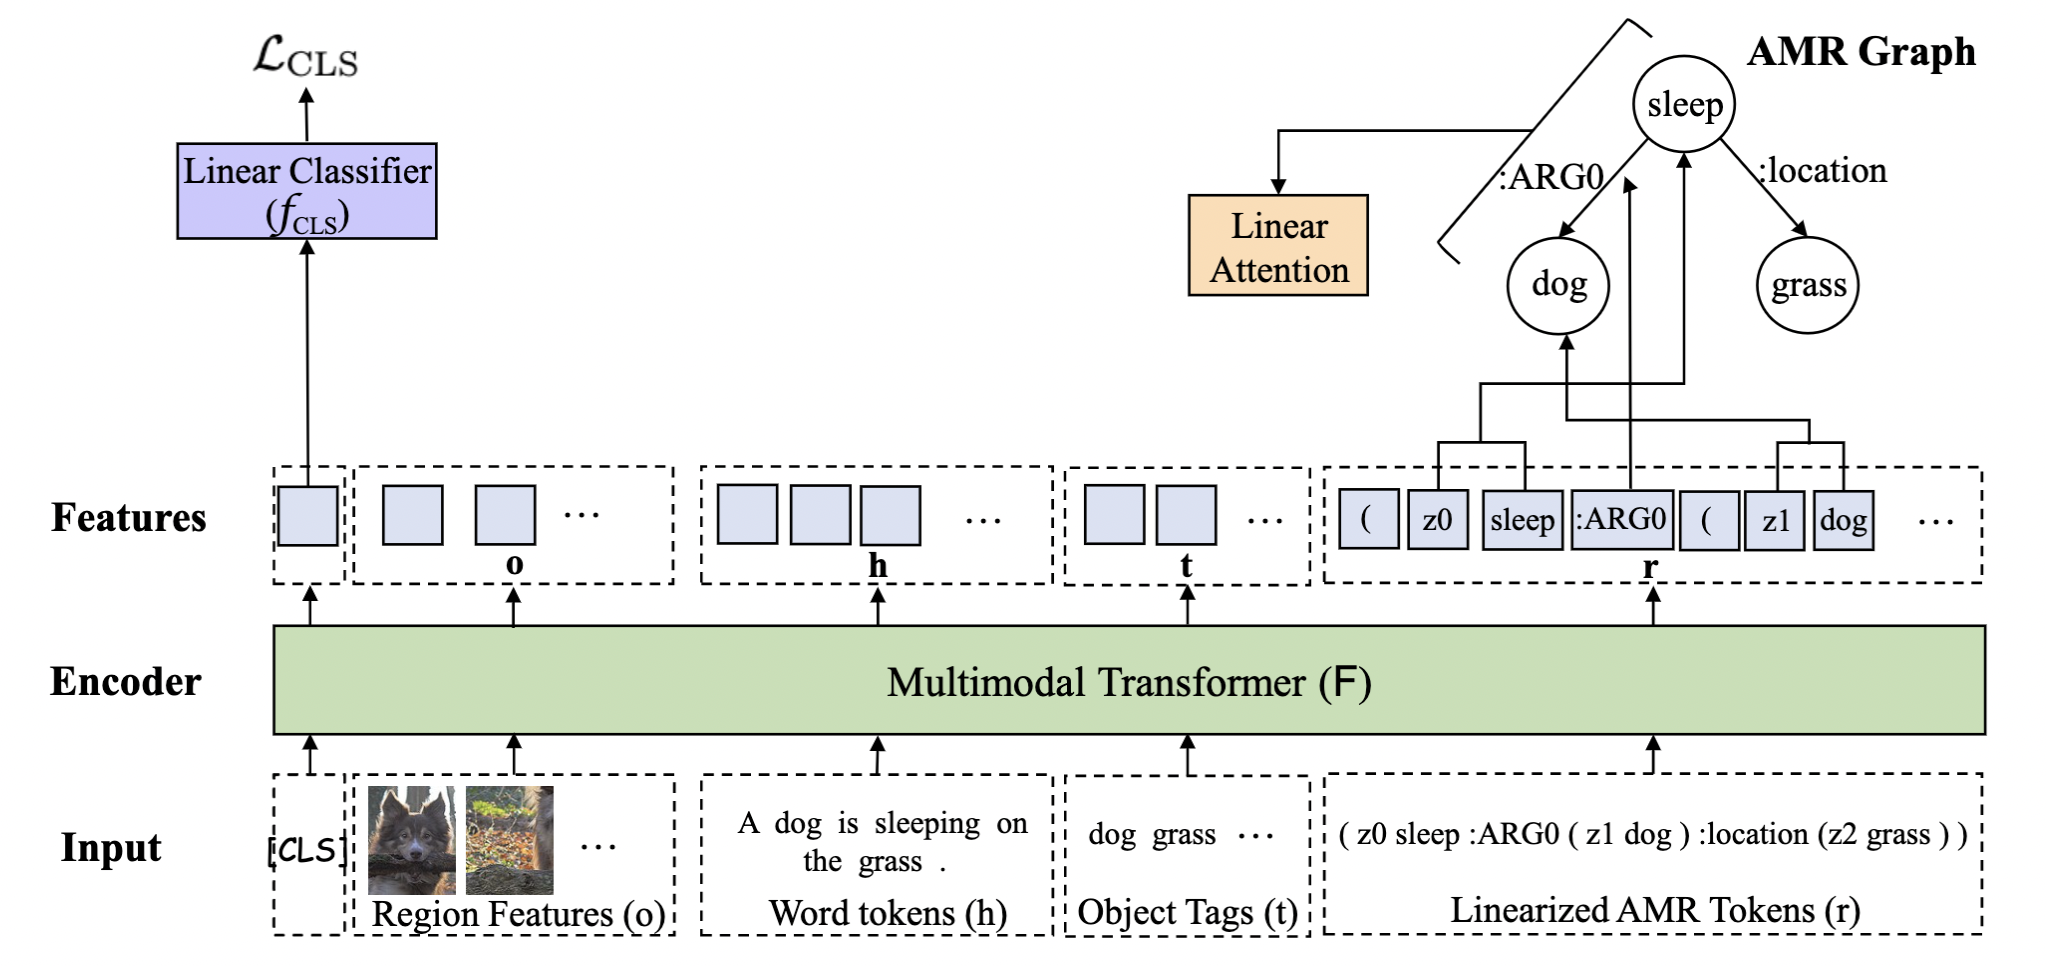 ℒCLS
AMR Graph
sleep
Linear Classifier
(fCLS)
:ARG0
:location
Linear
Attention
dog
grass
Features
...
...
...
( z0 sleep :ARG0 ( z1 dog ...
o
h
t
r
Encoder
Multimodal Transformer (F)
Input
[CLS]
...
A dog is sleeping on
the grass .
dog grass ...
( z0 sleep :ARG0 ( z1 dog ) :location (z2 grass ) )
Region Features (o)
Word tokens (h)
Object Tags (t)
Linearized AMR Tokens (r)